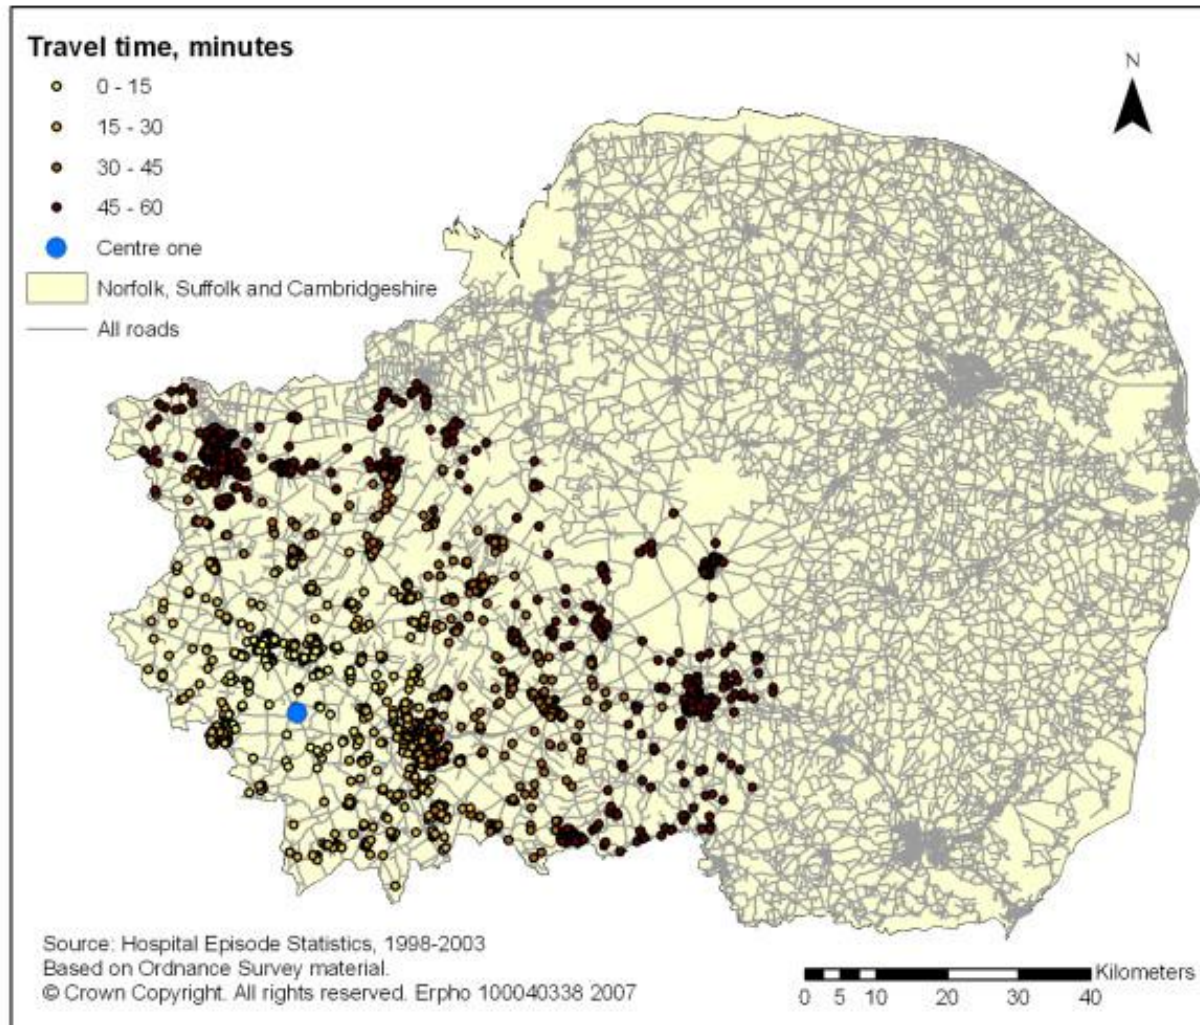 Travel time, minutes
0 - 15
15 - 30
30 - 45
45 - 60
Centre one
Norfolk, Suffolk and Cambridgeshire
All roads
N
Source: Hospital Episode Statistics, 1998-2003
Based on Ordnance Survey material.
© Crown Copyright. All rights reserved. Erpho 100040338 2007
Kilometers
0 5 10 20 30 40